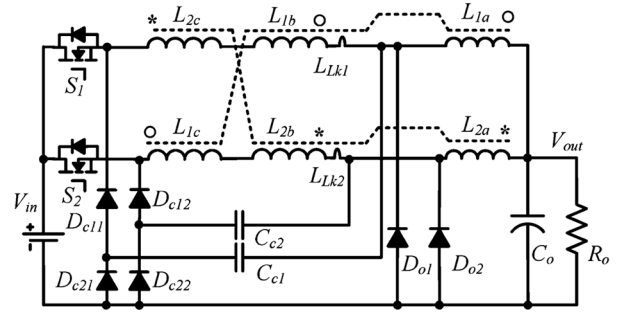 * L2c L1b L1a
S1 LLk1
L1c L2b * L2a * Vout
S2 LLk2
Vin Dc11 Dc12
Cc2
Cc1
Dc21 Dc22 Do1 Do2 Co Ro